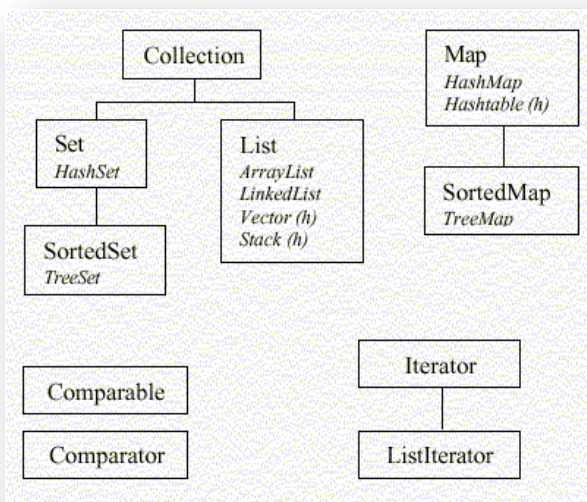 Collection
Set
HashSet
SortedSet
TreeSet
List
ArrayList
LinkedList
Vector (h)
Stack (h)
Map
HashMap
Hashtable (h)
SortedMap
TreeMap
Comparable
Comparator
Iterator
ListIterator